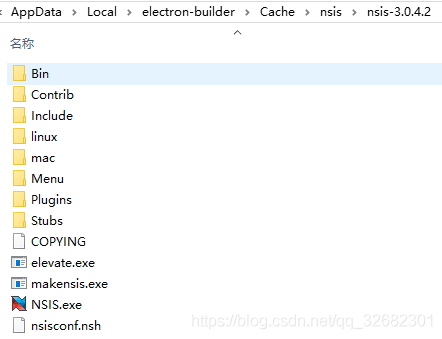 AppData > Local > electron-builder > Cache > nsis > nsis-3.0.4.2
名称
Bin
Contrib
Include
linux
mac
Menu
Plugins
Stubs
COPYING
elevate.exe
makensis.exe
NSIS.exe
nsisconf.nsh
https://blog.csdn.net/qq_32682301